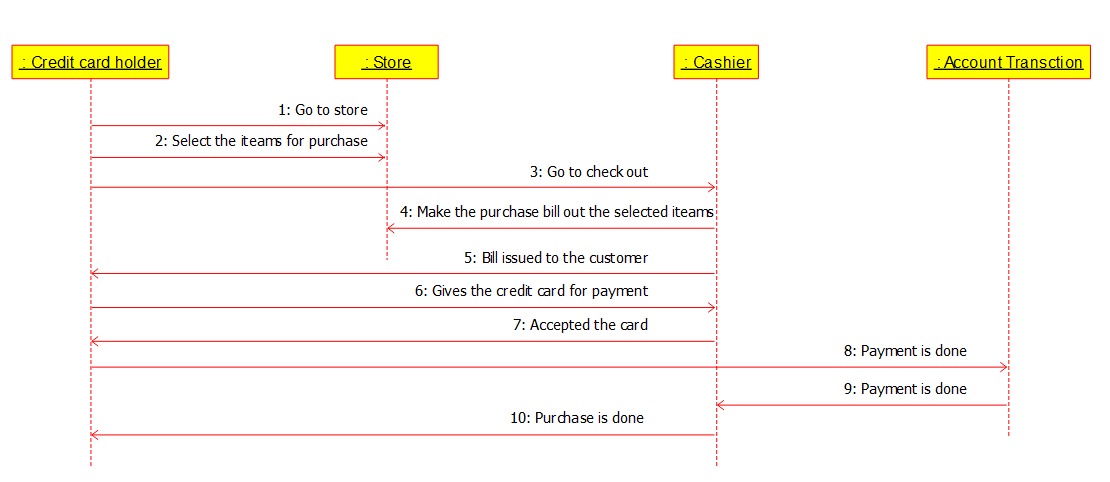 : Credit card holder
: Store
: Cashier
: Account Transction
1: Go to store
2: Select the iteams for purchase
3: Go to check out
4: Make the purchase bill out the selected iteams
5: Bill issued to the customer
6: Gives the credit card for payment
7: Accepted the card
8: Payment is done
9: Payment is done
10: Purchase is done